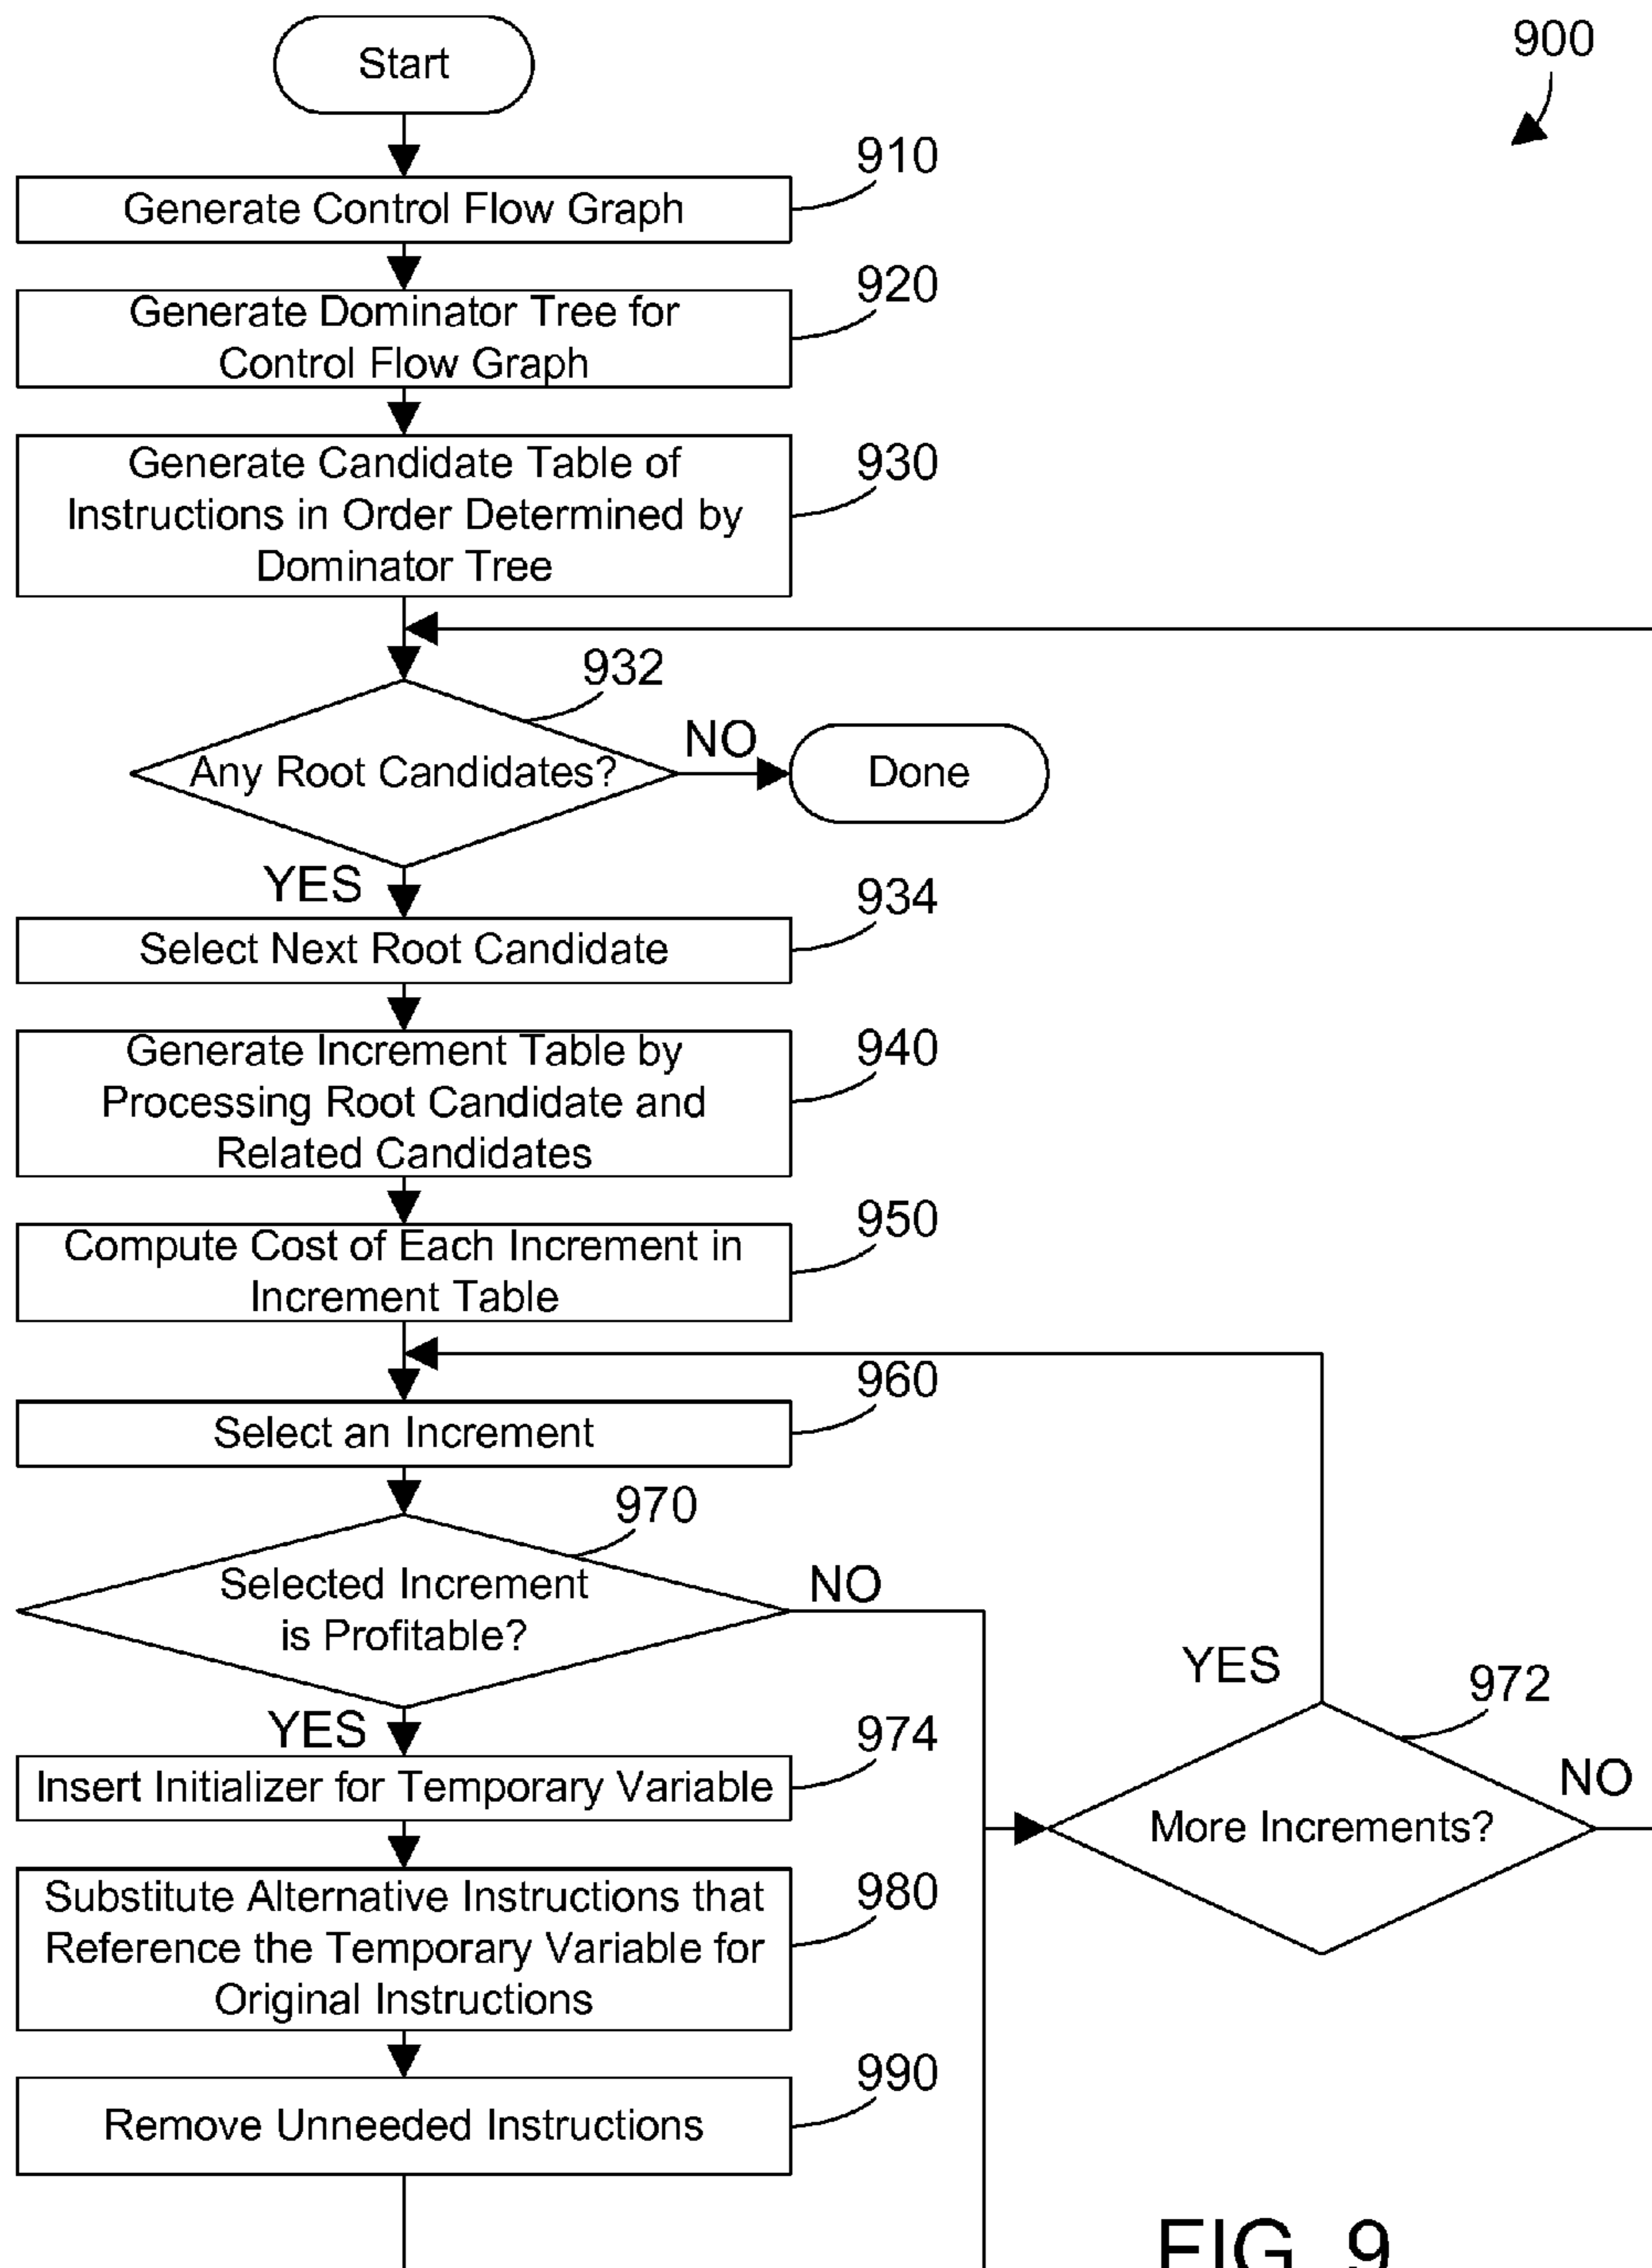 Start
900
910
Generate Control Flow Graph
920
Generate Dominator Tree for
Control Flow Graph
930
Generate Candidate Table of
Instructions in Order Determined by
Dominator Tree
932
Any Root Candidates?
NO
Done
YES
934
Select Next Root Candidate
940
Generate Increment Table by
Processing Root Candidate and
Related Candidates
950
Compute Cost of Each Increment in
Increment Table
960
Select an Increment
970
Selected Increment
is Profitable?
NO
YES
972
More Increments?
NO
YES
974
Insert Initializer for Temporary Variable
980
Substitute Alternative Instructions that
Reference the Temporary Variable for
Original Instructions
990
Remove Unneeded Instructions
FIG. 9